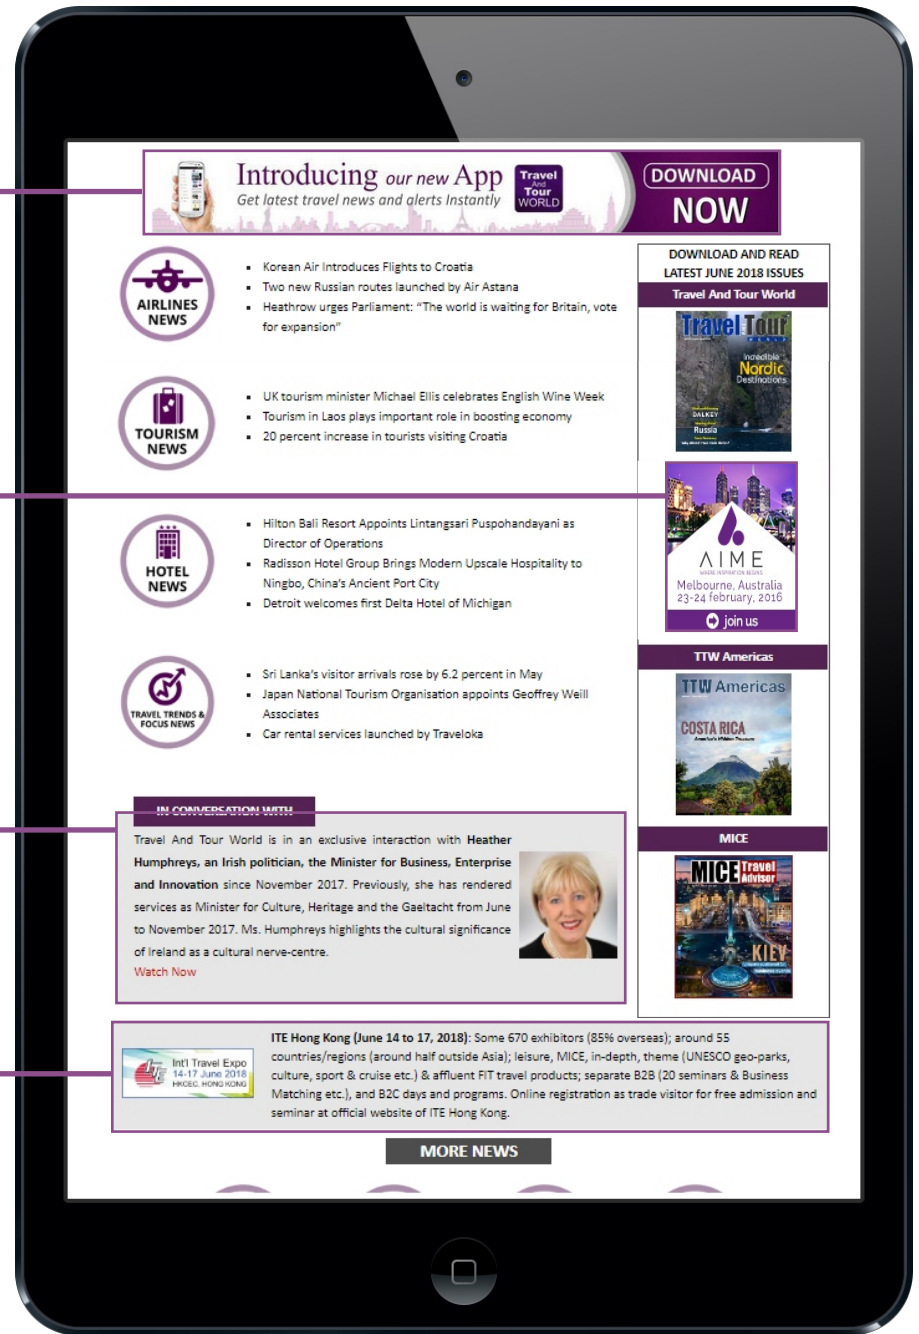 Introducing our new App
Get latest travel news and alerts Instantly
Travel
And
Tour
WORLD
DOWNLOAD
NOW
AIRLINES
NEWS
▪ Korean Air Introduces Flights to Croatia
▪ Two new Russian routes launched by Air Astana
▪ Heathrow urges Parliament: “The world is waiting for Britain, vote
for expansion”
TOURISM
NEWS
▪ UK tourism minister Michael Ellis celebrates English Wine Week
▪ Tourism in Laos plays important role in boosting economy
▪ 20 percent increase in tourists visiting Croatia
HOTEL
NEWS
▪ Hilton Bali Resort Appoints Lintangsari Puspohandayani as
Director of Operations
▪ Radisson Hotel Group Brings Modern Upscale Hospitality to
Ningbo, China’s Ancient Port City
▪ Detroit welcomes first Delta Hotel of Michigan
TRAVEL TRENDS &
FOCUS NEWS
▪ Sri Lanka’s visitor arrivals rose by 6.2 percent in May
▪ Japan National Tourism Organisation appoints Geoffrey Weill
Associates
▪ Car rental services launched by Traveloka
DOWNLOAD AND READ
LATEST JUNE 2018 ISSUES
Travel And Tour World
Travel Tour
WORLD
Incredible
Nordic
Destinations
DALKEY
Russia
AIME
WHERE INSPIRATION BEGINS
Melbourne, Australia
23-24 february, 2016
join us
TTW Americas
TTW Americas
COSTA RICA
America's Hidden Treasure
MICE
MICE Travel
Advisor
KIEV
IN CONVERSATION WITH
Travel And Tour World is in an exclusive interaction with Heather
Humphreys, an Irish politician, the Minister for Business, Enterprise
and Innovation since November 2017. Previously, she has rendered
services as Minister for Culture, Heritage and the Gaeltacht from June
to November 2017. Ms. Humphreys highlights the cultural significance
of Ireland as a cultural nerve-centre.
Watch Now
ITE
Int'l Travel Expo
14-17 June 2018
HKCEC, HONG KONG
ITE Hong Kong (June 14 to 17, 2018): Some 670 exhibitors (85% overseas); around 55
countries/regions (around half outside Asia); leisure, MICE, in-depth, theme (UNESCO geo-parks,
culture, sport & cruise etc.) & affluent FIT travel products; separate B2B (20 seminars & Business
Matching etc.), and B2C days and programs. Online registration as trade visitor for free admission and
seminar at official website of ITE Hong Kong.
MORE NEWS